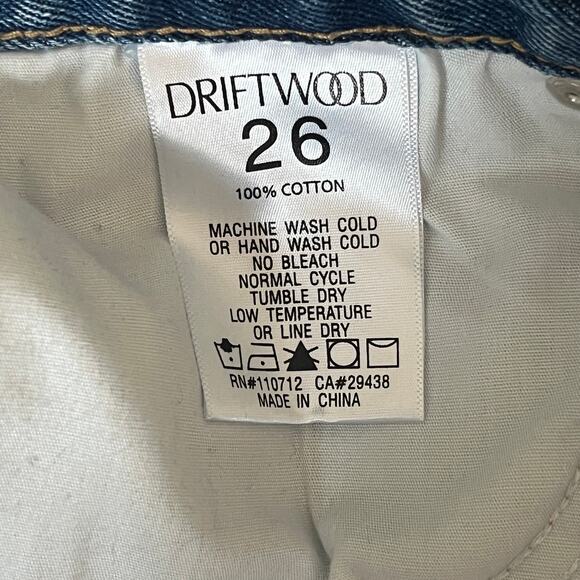 DRIFTWOOD
26
100% COTTON
MACHINE WASH COLD
OR HAND WASH COLD
NO BLEACH
NORMAL CYCLE
TUMBLE DRY
LOW TEMPERATURE
OR LINE DRY
RN#110712 CA#29438
MADE IN CHINA